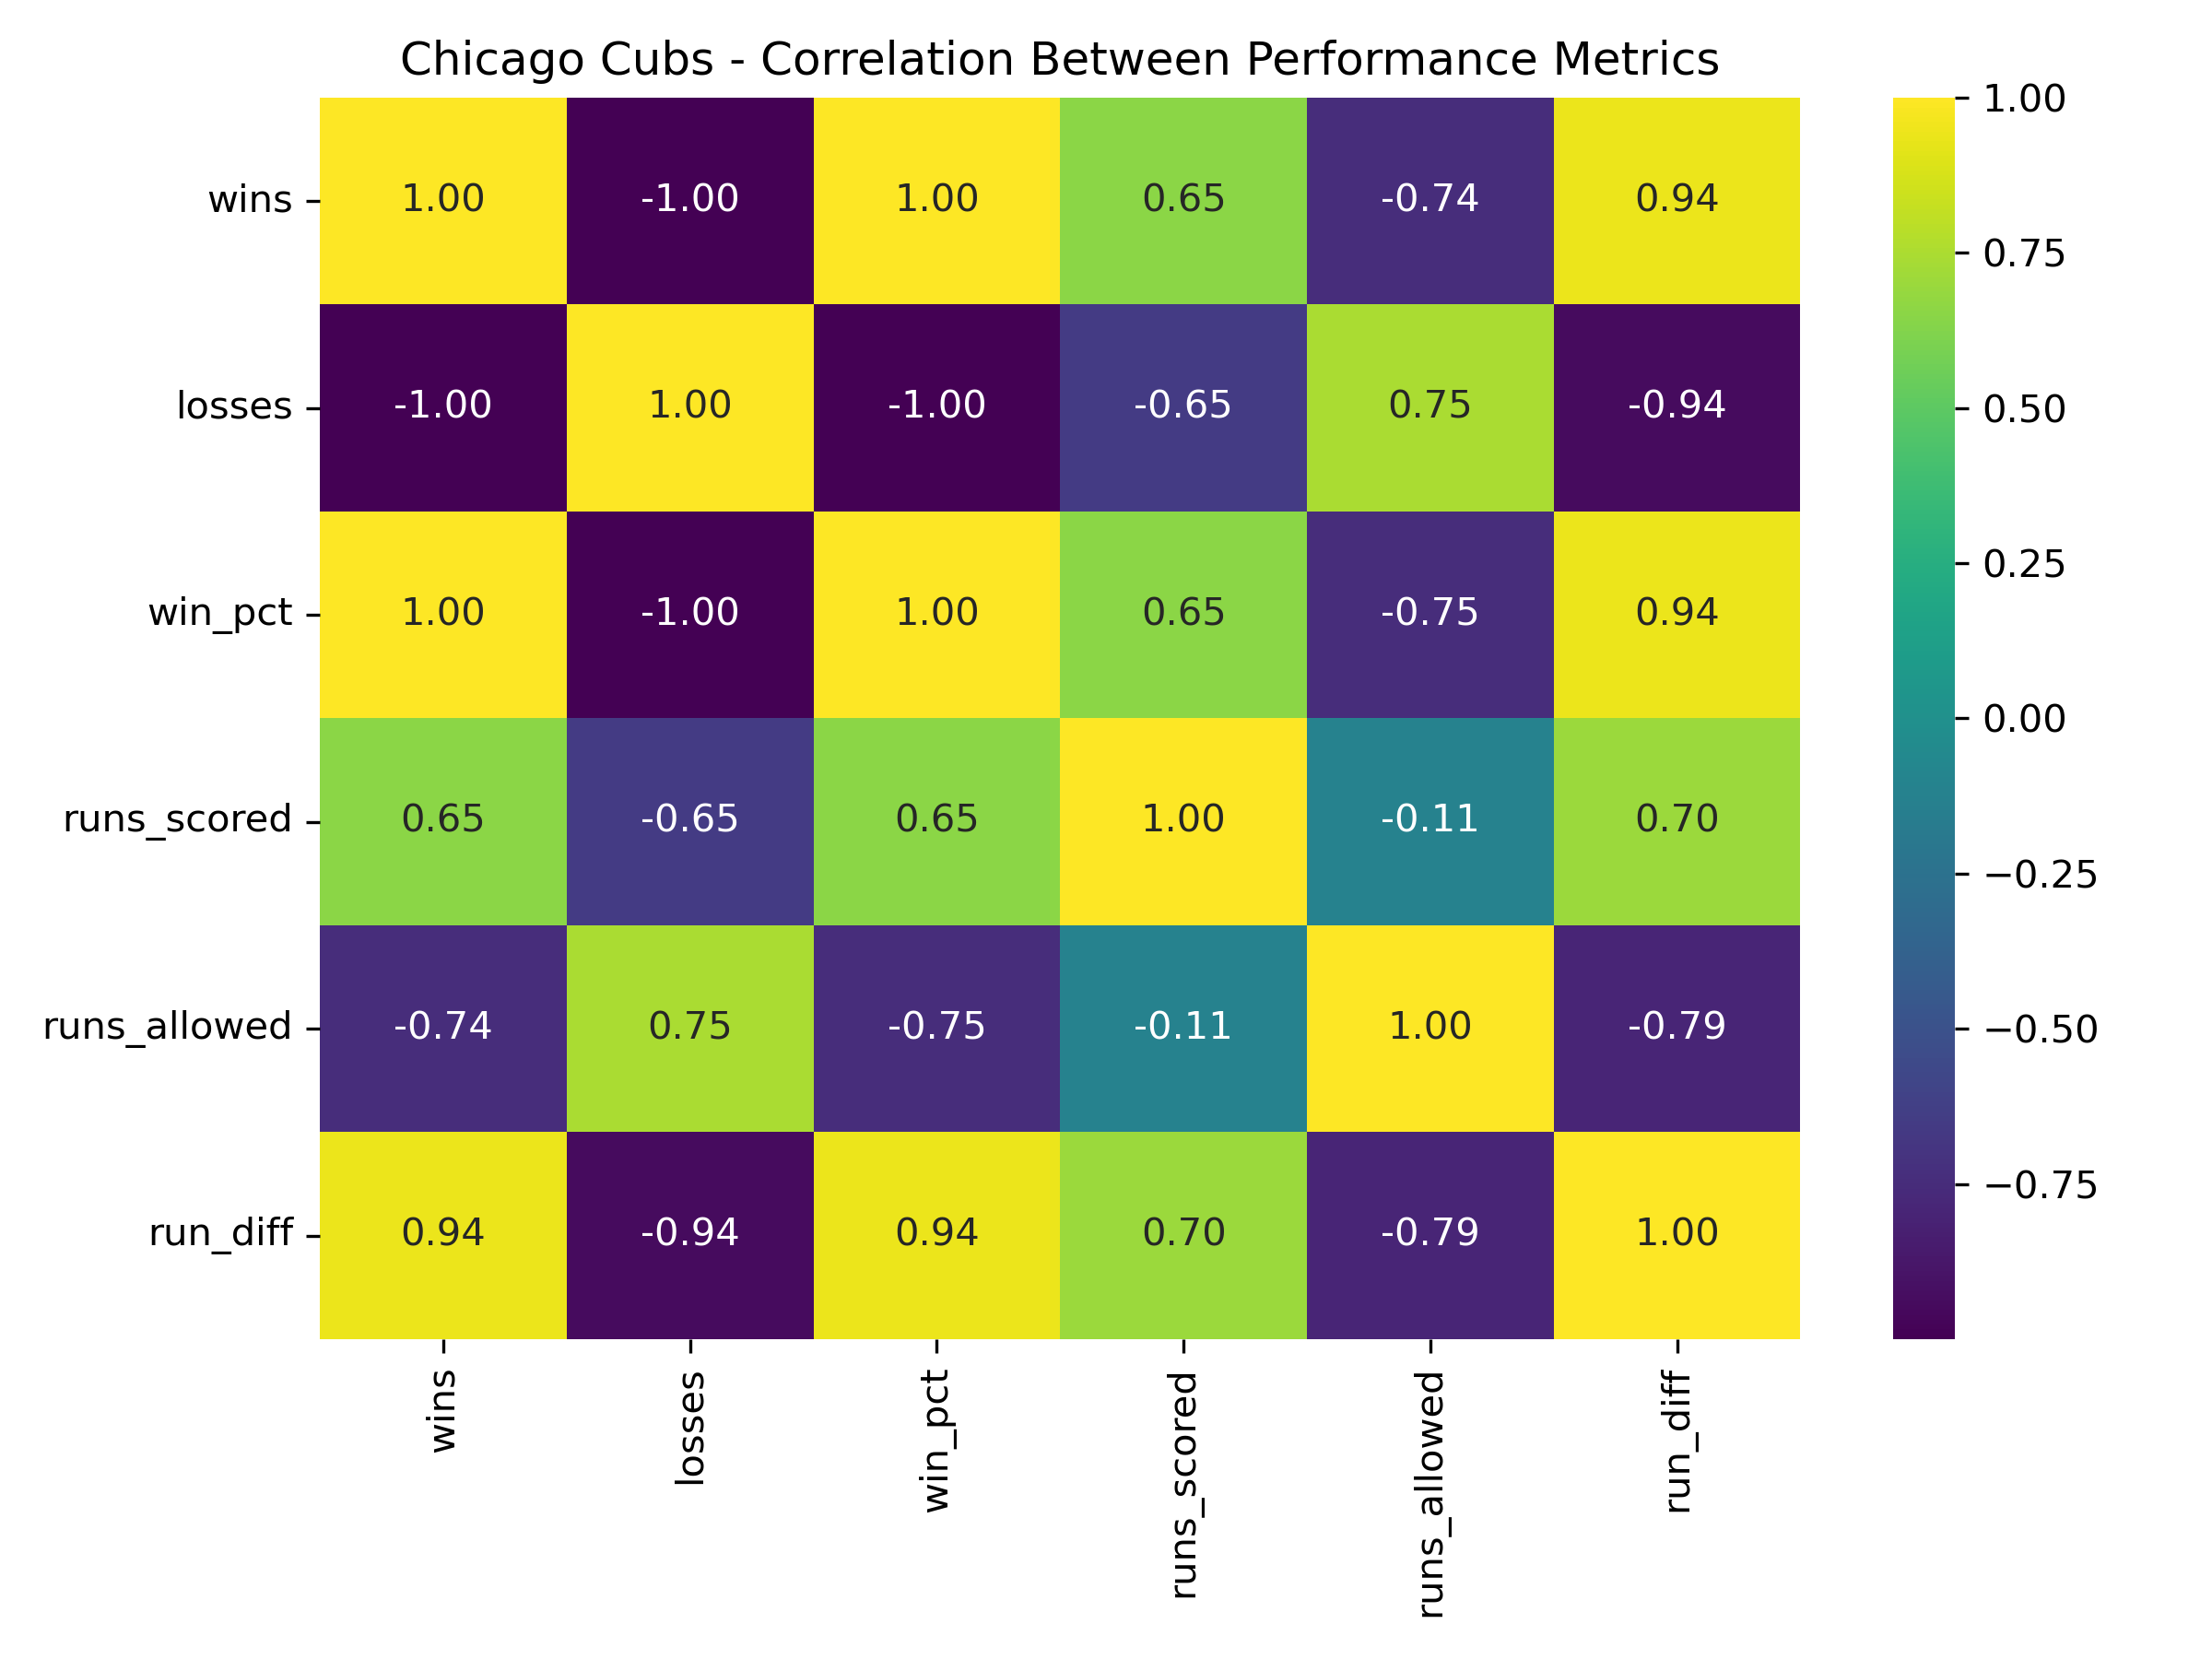 Chicago Cubs - Correlation Between Performance Metrics
wins 1.00 -1.00 1.00 0.65 -0.74 0.94
losses -1.00 1.00 -1.00 -0.65 0.75 -0.94
win_pct 1.00 -1.00 1.00 0.65 -0.75 0.94
runs_scored 0.65 -0.65 0.65 1.00 -0.11 0.70
runs_allowed -0.74 0.75 -0.75 -0.11 1.00 -0.79
run_diff 0.94 -0.94 0.94 0.70 -0.79 1.00
wins losses win_pct runs_scored runs_allowed run_diff
1.00
0.75
0.50
0.25
0.00
−0.25
−0.50
−0.75